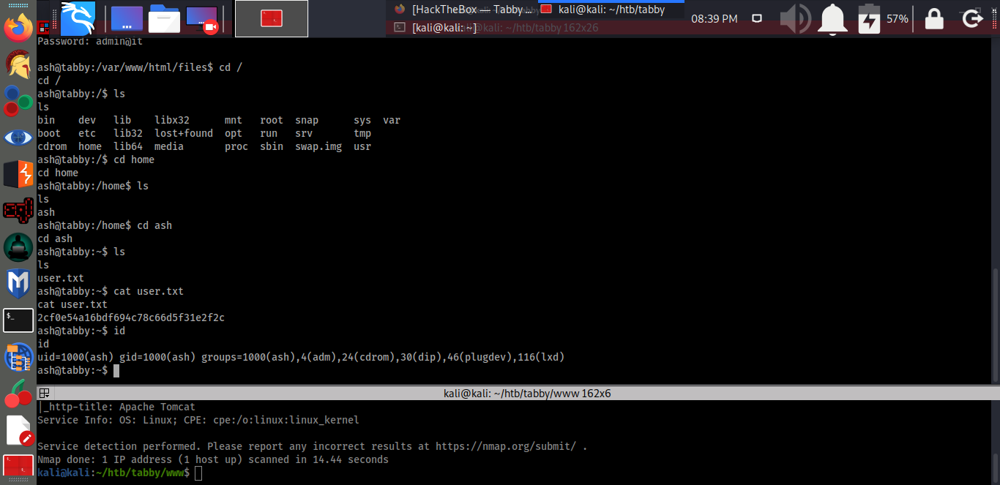 [HackTheBox — Tabby ...
kali@kali: ~/htb/tabby
08:39 PM
57%
[kali@kali: ~]
kali@kali: ~/htb/tabby 162x26
Password: admin@it
ash@tabby:/var/www/html/files$ cd /
cd /
ash@tabby:/$ ls
ls
bin    dev   lib    libx32      mnt   root  snap      sys  var
boot   etc   lib32  lost+found  opt   run   srv       tmp
cdrom  home  lib64  media       proc  sbin  swap.img  usr
ash@tabby:/$ cd home
cd home
ash@tabby:/home$ ls
ls
ash
ash@tabby:/home$ cd ash
cd ash
ash@tabby:~$ ls
ls
user.txt
ash@tabby:~$ cat user.txt
cat user.txt
2cf0e54a16bdf694c78c66d5f31e2f2c
ash@tabby:~$ id
id
uid=1000(ash) gid=1000(ash) groups=1000(ash),4(adm),24(cdrom),30(dip),46(plugdev),116(lxd)
ash@tabby:~$
kali@kali: ~/htb/tabby/www 162x6
|_http-title: Apache Tomcat
Service Info: OS: Linux; CPE: cpe:/o:linux:linux_kernel
Service detection performed. Please report any incorrect results at https://nmap.org/submit/ .
Nmap done: 1 IP address (1 host up) scanned in 14.44 seconds
kali@kali:~/htb/tabby/www$